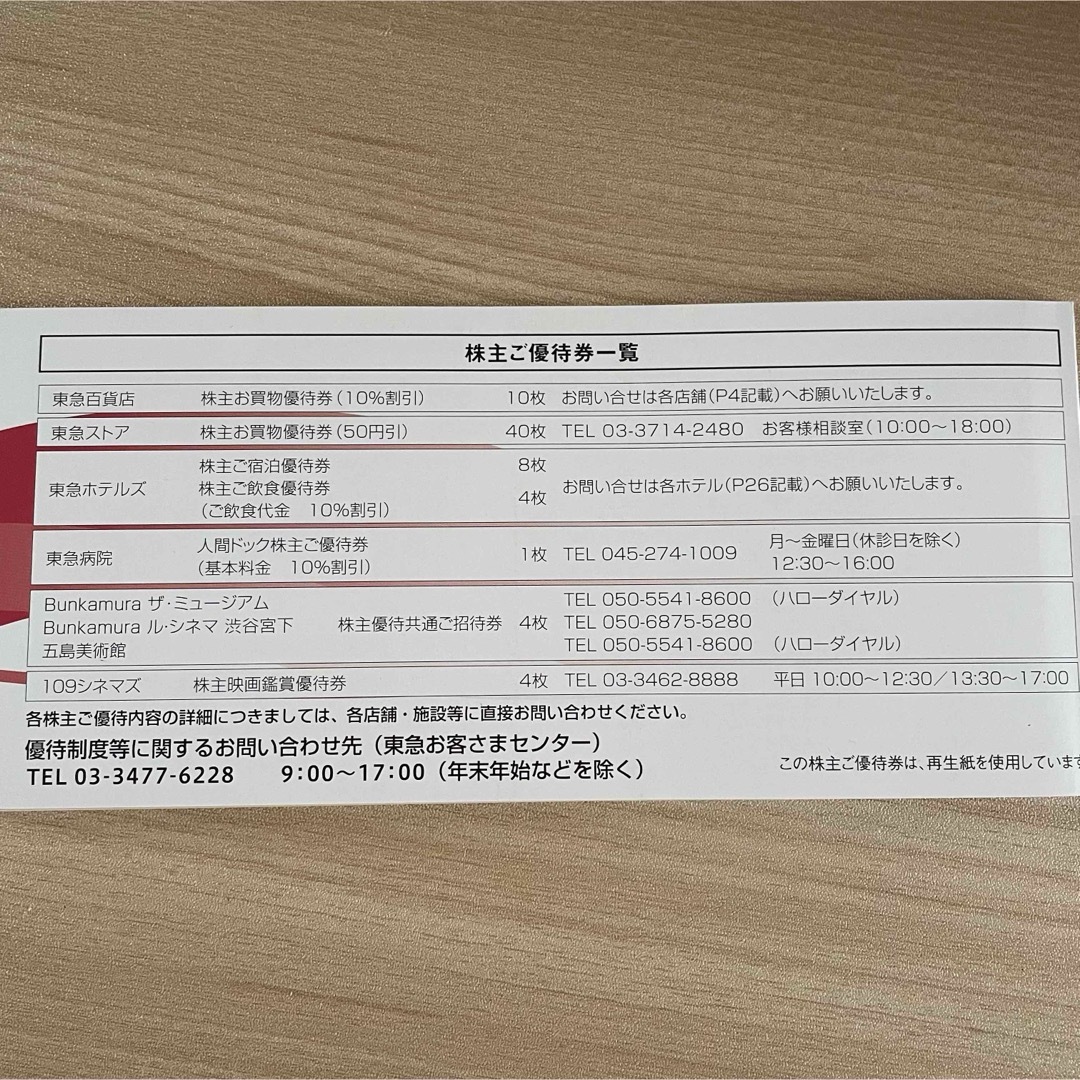 株主ご優待券一覧
東急百貨店 株主お買物優待券(10%割引) 10枚 お問い合せは各店舗(P4記載)へお願いいたします。
東急ストア 株主お買物優待券(50円引) 40枚 TEL 03-3714-2480 お客様相談室(10:00～18:00)
東急ホテルズ 株主ご宿泊優待券 8枚
株主ご飲食優待券 4枚 お問い合せは各ホテル(P26記載)へお願いいたします。
(ご飲食代金 10%割引)
東急病院 人間ドック株主ご優待券 1枚 TEL 045-274-1009 月～金曜日(休診日を除く)
(基本料金 10%割引) 12:30～16:00
Bunkamura ザ・ミュージアム TEL 050-5541-8600 (ハローダイヤル)
Bunkamura ル・シネマ 渋谷宮下 株主優待共通ご招待券 4枚 TEL 050-6875-5280
五島美術館 TEL 050-5541-8600 (ハローダイヤル)
109シネマズ 株主映画鑑賞優待券 4枚 TEL 03-3462-8888 平日 10:00～12:30／13:30～17:00
各株主ご優待内容の詳細につきましては、各店舗・施設等に直接お問い合わせください。
優待制度等に関するお問い合わせ先(東急お客さまセンター)
TEL 03-3477-6228 9:00～17:00(年末年始などを除く)
この株主ご優待券は、再生紙を使用しています